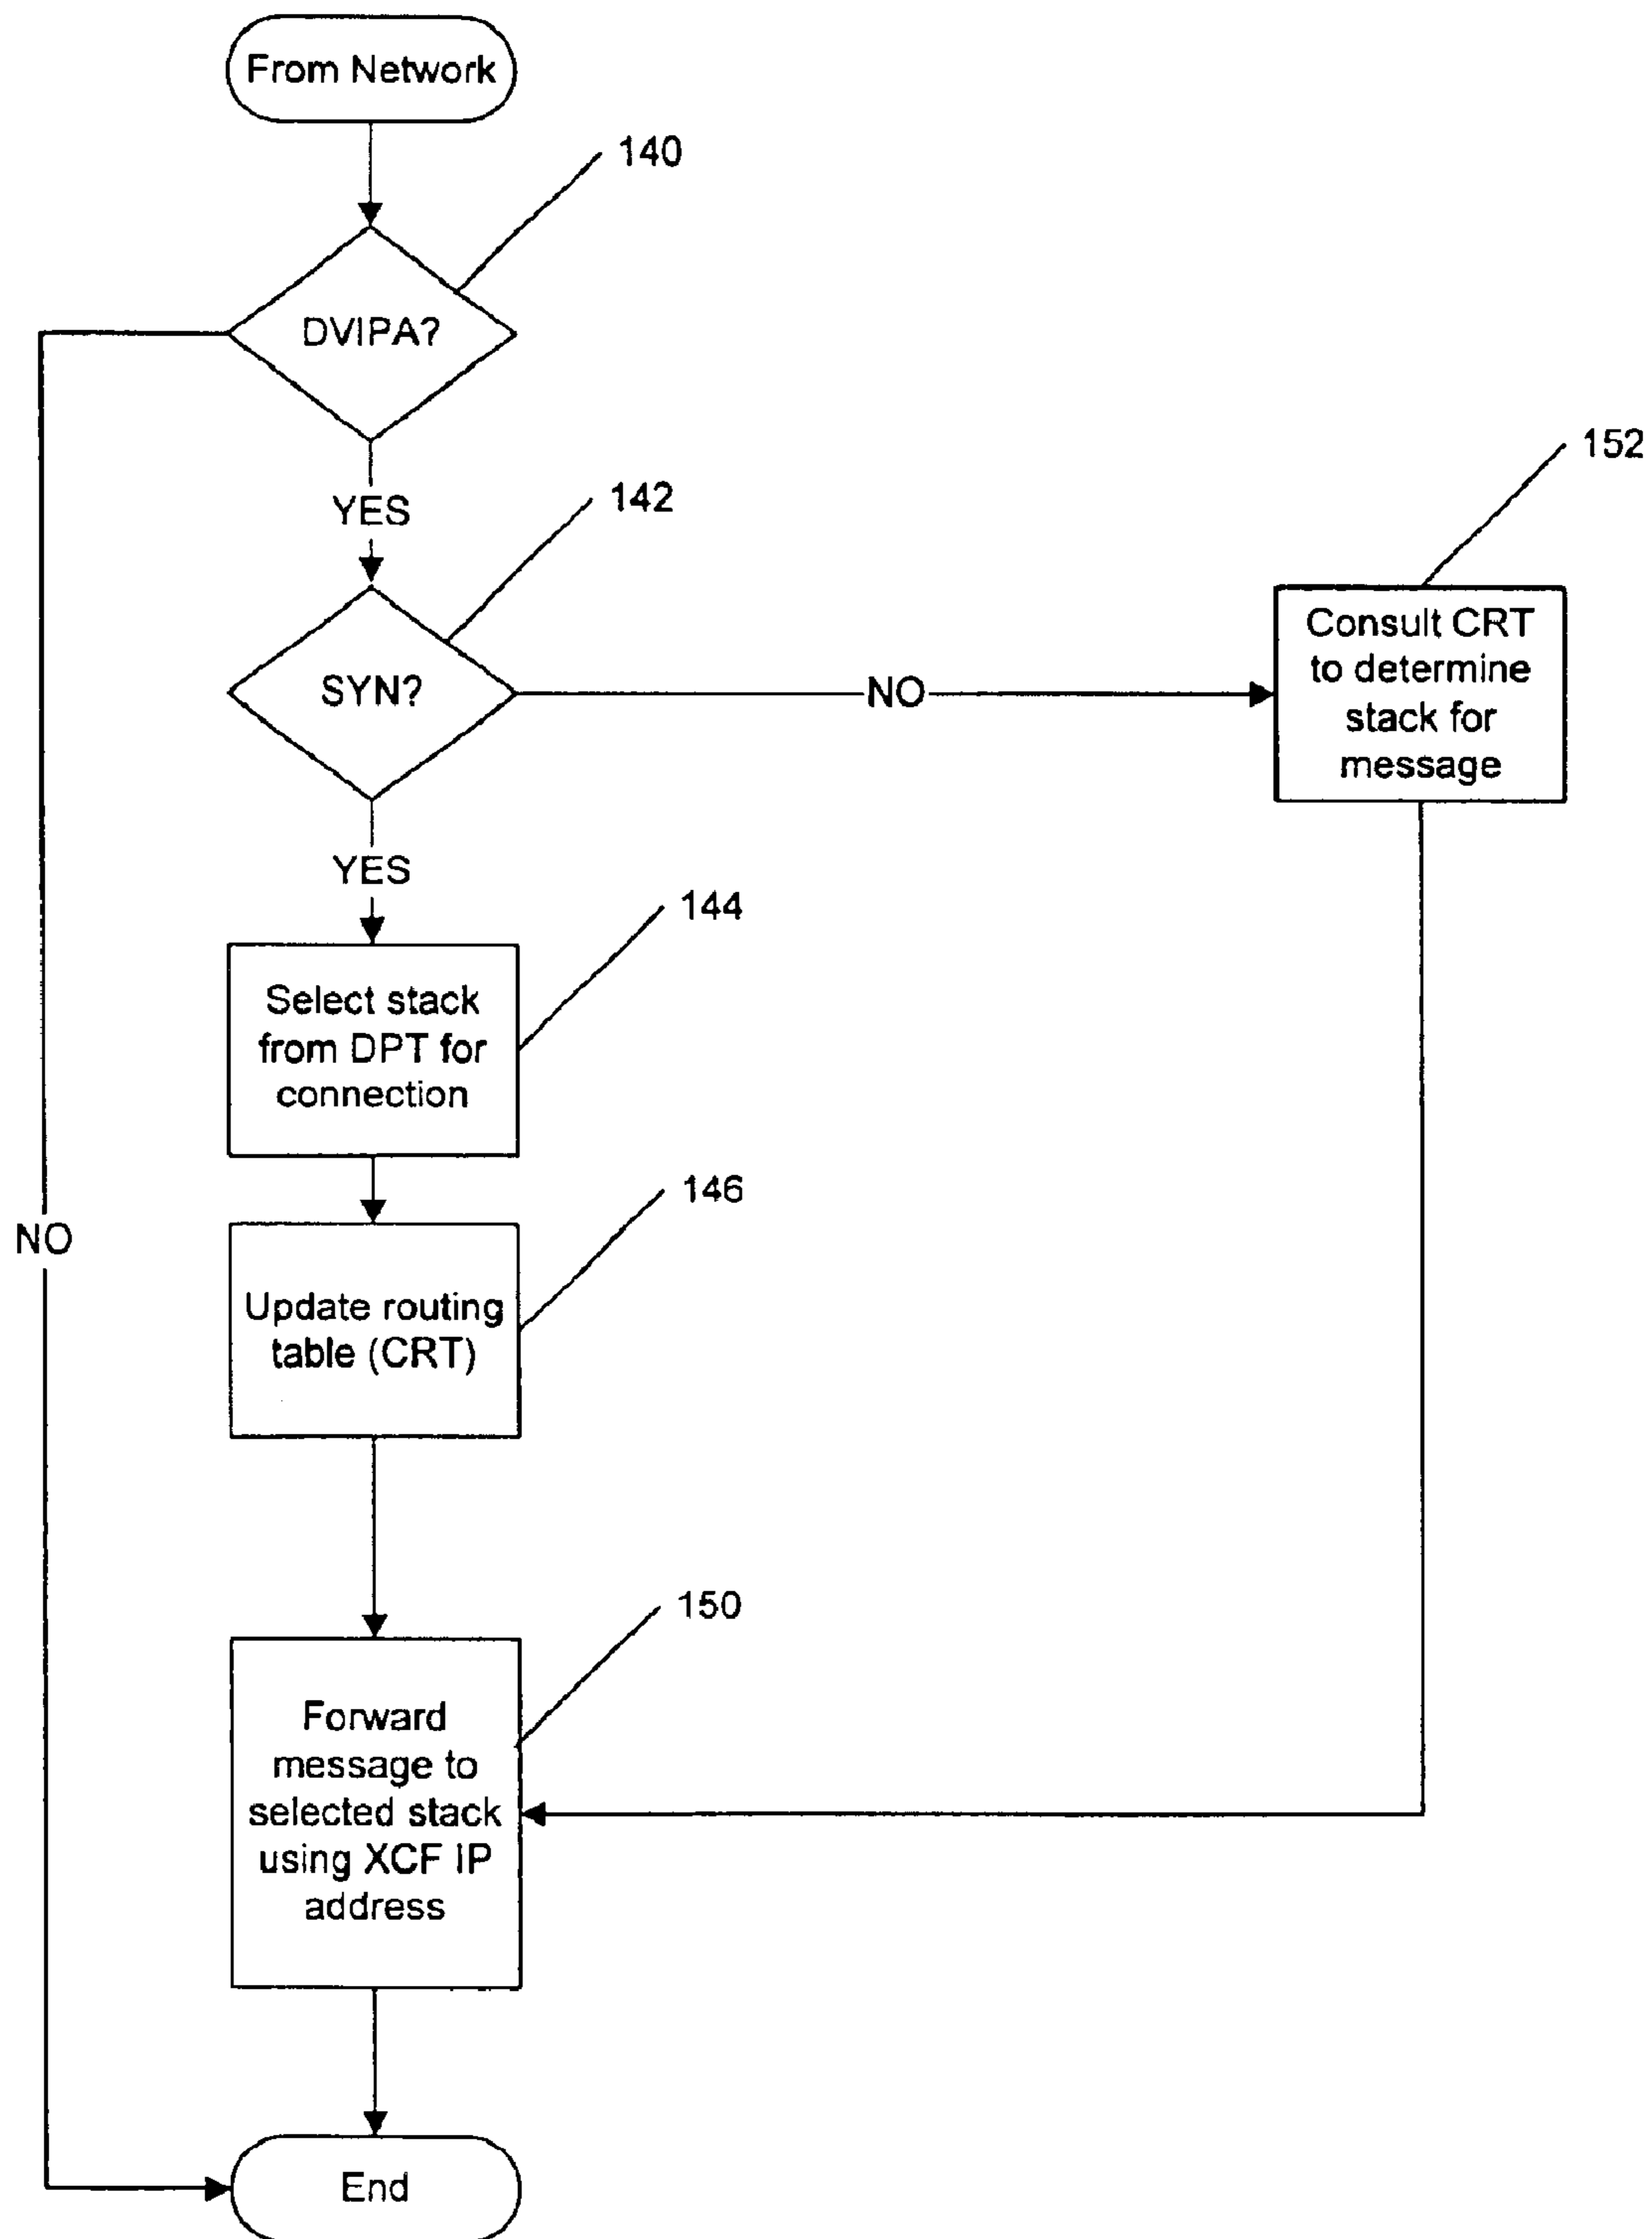 From Network
140
DVIPA?
YES
142
152
SYN?
NO
Consult CRT
to determine
stack for
message
YES
144
Select stack
from DPT for
connection
146
NO
Update routing
table (CRT)
150
Forward
message to
selected stack
using XCF IP
address
End